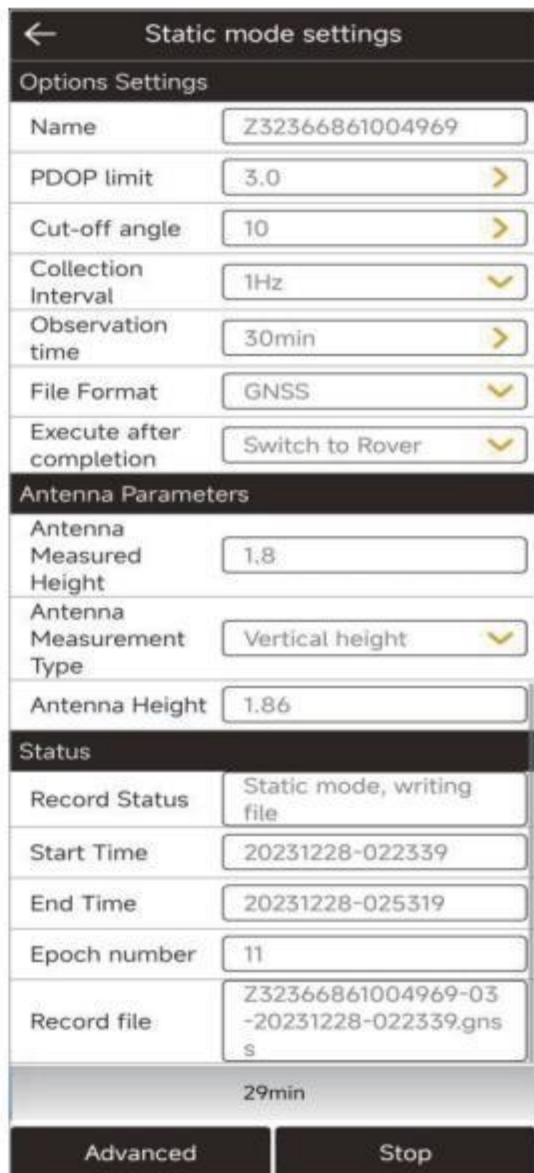 Static mode settings
Options Settings
Name Z32366861004969
PDOP limit 3.0
Cut-off angle 10
Collection
Interval
1Hz
Observation
time
30min
File Format GNSS
Execute after
completion
Switch to Rover
Antenna Parameters
Antenna
Measured
Height
1.8
Antenna
Measurement
Type
Vertical height
Antenna Height 1.86
Status
Record Status
Static mode, writing
file
Start Time 20231228-022339
End Time 20231228-025319
Epoch number 11
Record file
Z32366861004969-03
-20231228-022339.gns
s
29min
Advanced Stop